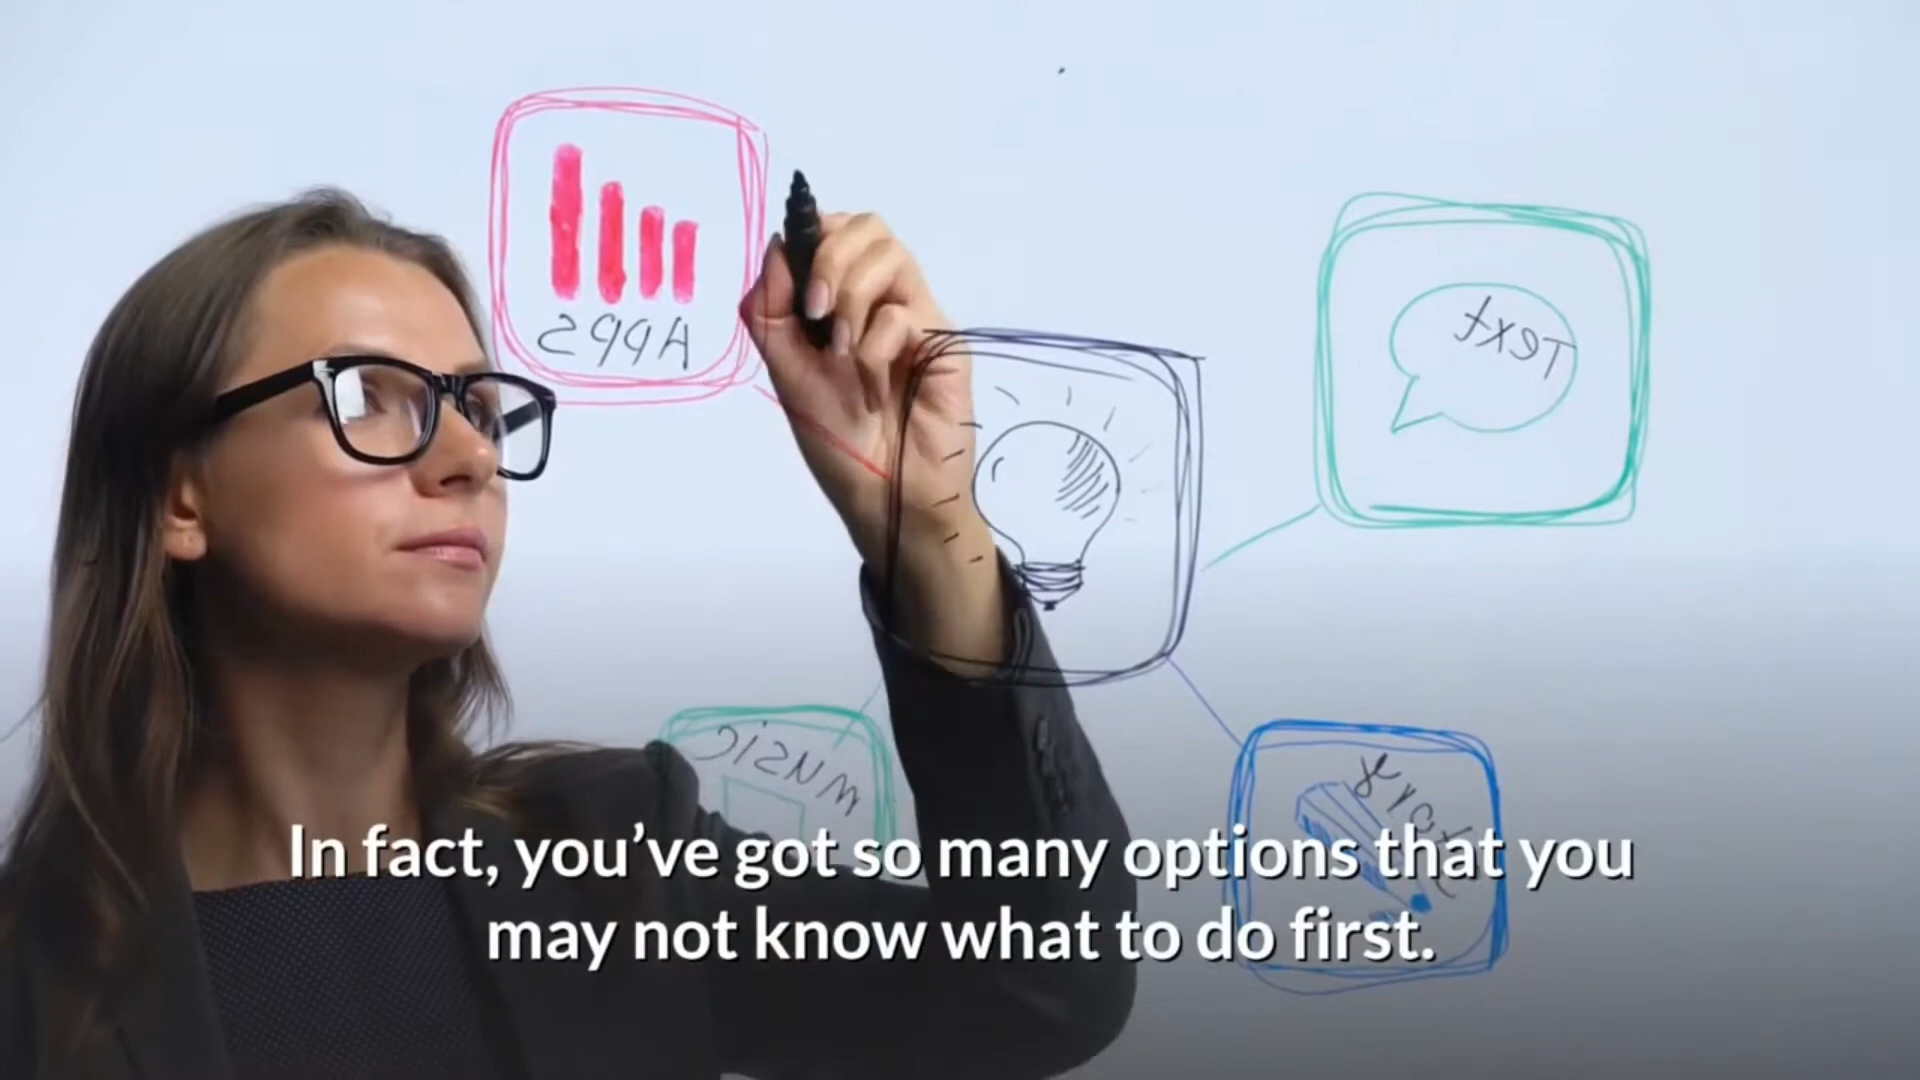 Apps
Text
music
In fact, you’ve got so many options that you
may not know what to do first.